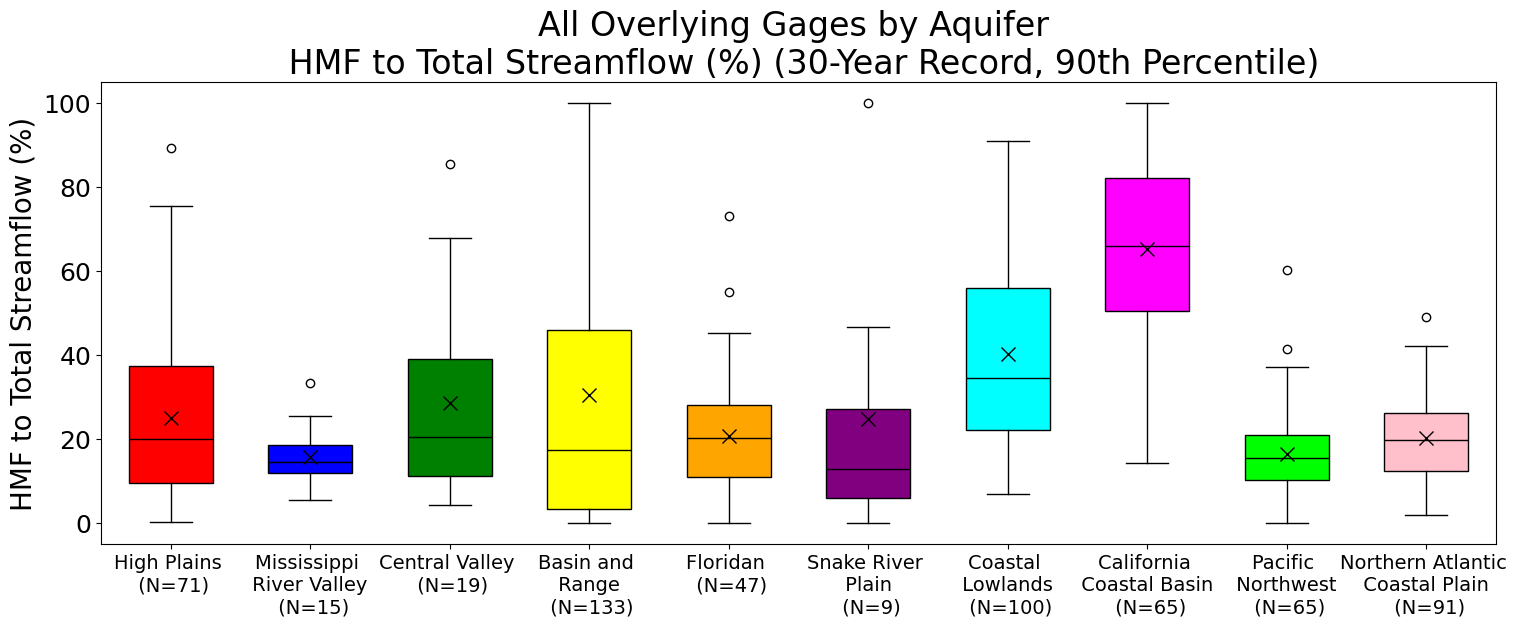 All Overlying Gages by Aquifer
HMF to Total Streamflow (%) (30-Year Record, 90th Percentile)
HMF to Total Streamflow (%)
100
80
60
40
20
0
High Plains
(N=71)
Mississippi
River Valley
(N=15)
Central Valley
(N=19)
Basin and
Range
(N=133)
Floridan
(N=47)
Snake River
Plain
(N=9)
Coastal
Lowlands
(N=100)
California
Coastal Basin
(N=65)
Pacific
Northwest
(N=65)
Northern Atlantic
Coastal Plain
(N=91)